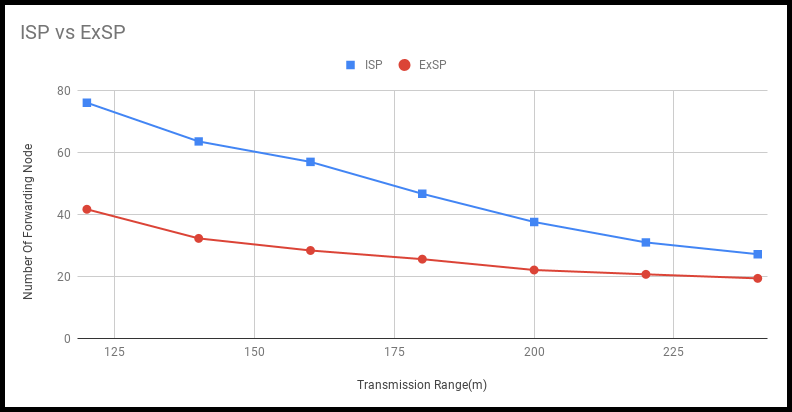 ISP vs ExSP
ISP ExSP
Number Of Forwarding Node
80
60
40
20
0
125 150 175 200 225
Transmission Range(m)